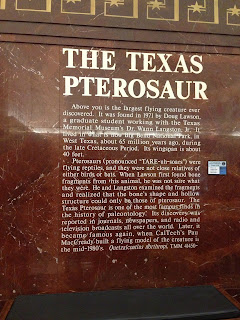 THE TEXAS
PTEROSAUR
Above you is the largest flying creature ever
discovered. It was found in 1971 by Doug Lawson,
a graduate student working with the Texas
Memorial Museum's Dr. Wann Langston, Jr. It
lived in what is now Big Bend National Park, in
West Texas, about 65 million years ago, during
the late Cretaceous Period. Its wingspan is about
40 feet.
Pterosaurs (pronounced "TARE-uh-sores") were
flying reptiles, and they were not close relatives of
either birds or bats. When Lawson first found bone
fragments from this animal, he was not sure what
they were. He and Langston examined the fragments
and realized that the bone's shape and hollow
structure could only be those of pterosaur. The
Texas Pterosaur is one of the most famous finds in
the history of paleontology. Its discovery was
reported in journals, newspapers, and radio and
television broadcasts all over the world. Later, it
became famous again, when CalTech's Paul
MacCready built a flying model of the creature in
the mid-1980's. Quetzalcoatlus northropi, TMM 41450-